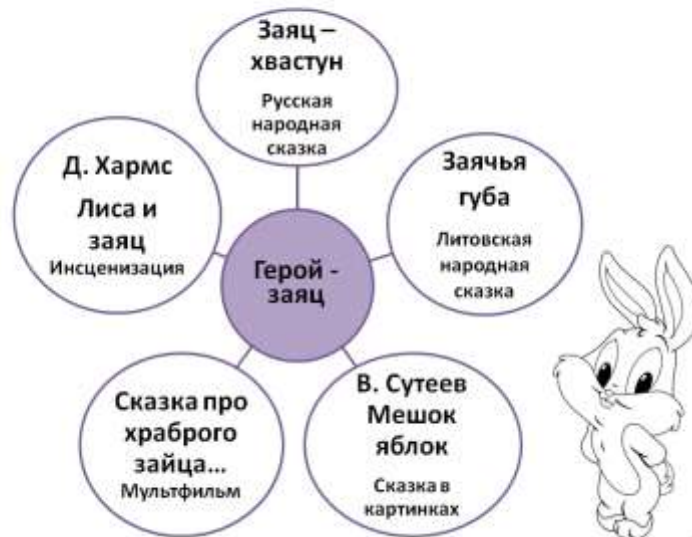 Заяц –
хвастун
Русская
народная
сказка
Д. Хармс
Лиса и
заяц
Инсценизация
Заячья
губа
Литовская
народная
сказка
Герой -
заяц
Сказка про
храброго
зайца...
Мультфильм
В. Сутеев
Мешок
яблок
Сказка в
картинках